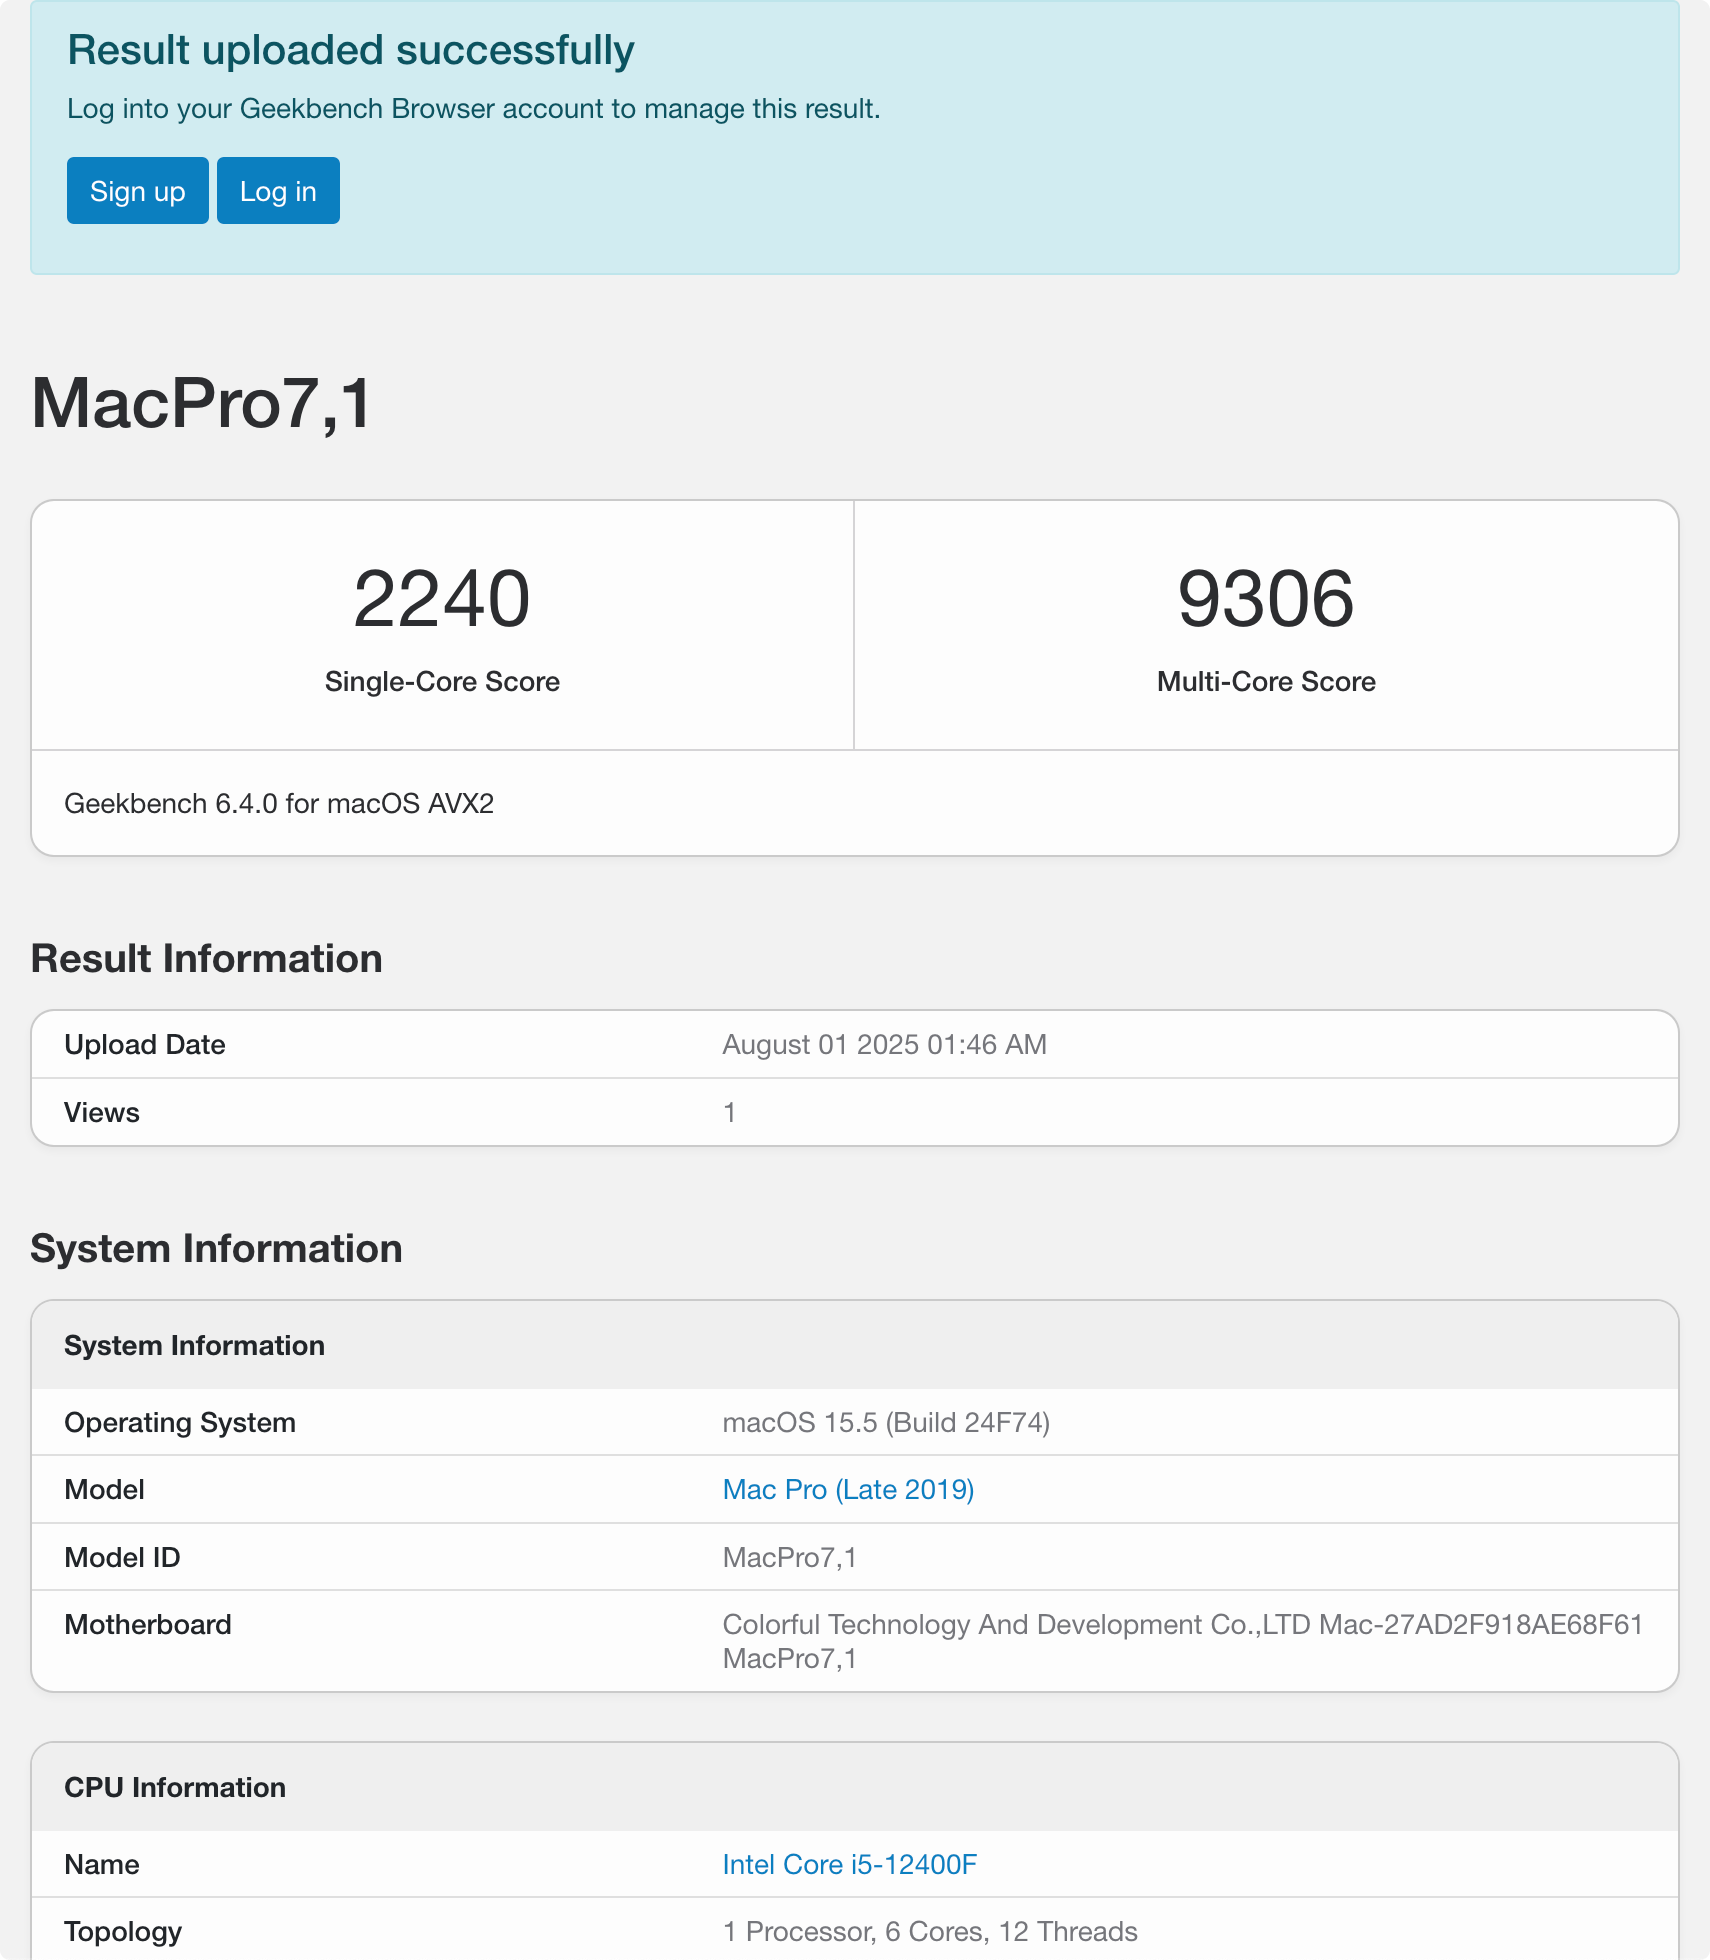 Result uploaded successfully
Log into your Geekbench Browser account to manage this result.
Sign up Log in
MacPro7,1
2240
Single-Core Score
9306
Multi-Core Score
Geekbench 6.4.0 for macOS AVX2
Result Information
Upload Date August 01 2025 01:46 AM
Views 1
System Information
System Information
Operating System macOS 15.5 (Build 24F74)
Model Mac Pro (Late 2019)
Model ID MacPro7,1
Motherboard Colorful Technology And Development Co.,LTD Mac-27AD2F918AE68F61
MacPro7,1
CPU Information
Name Intel Core i5-12400F
Topology 1 Processor, 6 Cores, 12 Threads